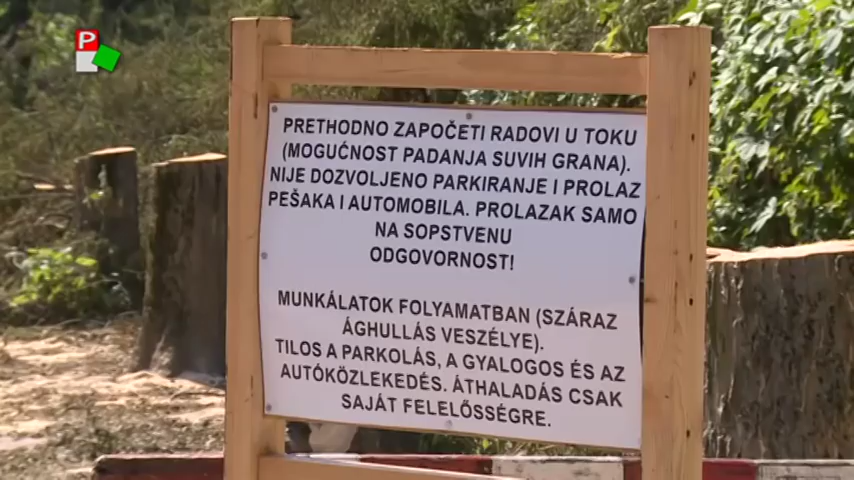 P
PRETHODNO ZAPOČETI RADOVI U TOKU
(MOGUĆNOST PADANJA SUVIH GRANA).
NIJE DOZVOLJENO PARKIRANJE I PROLAZ
PEŠAKA I AUTOMOBILA. PROLAZAK SAMO
NA SOPSTVENU
ODGOVORNOST!
MUNKÁLATOK FOLYAMATBAN (SZÁRAZ
ÁGHULLÁS VESZÉLYE).
TILOS A PARKOLÁS, A GYALOGOS ÉS AZ
AUTÓKÖZLEKEDÉS. ÁTHALADÁS CSAK
SAJÁT FELELŐSSÉGRE.